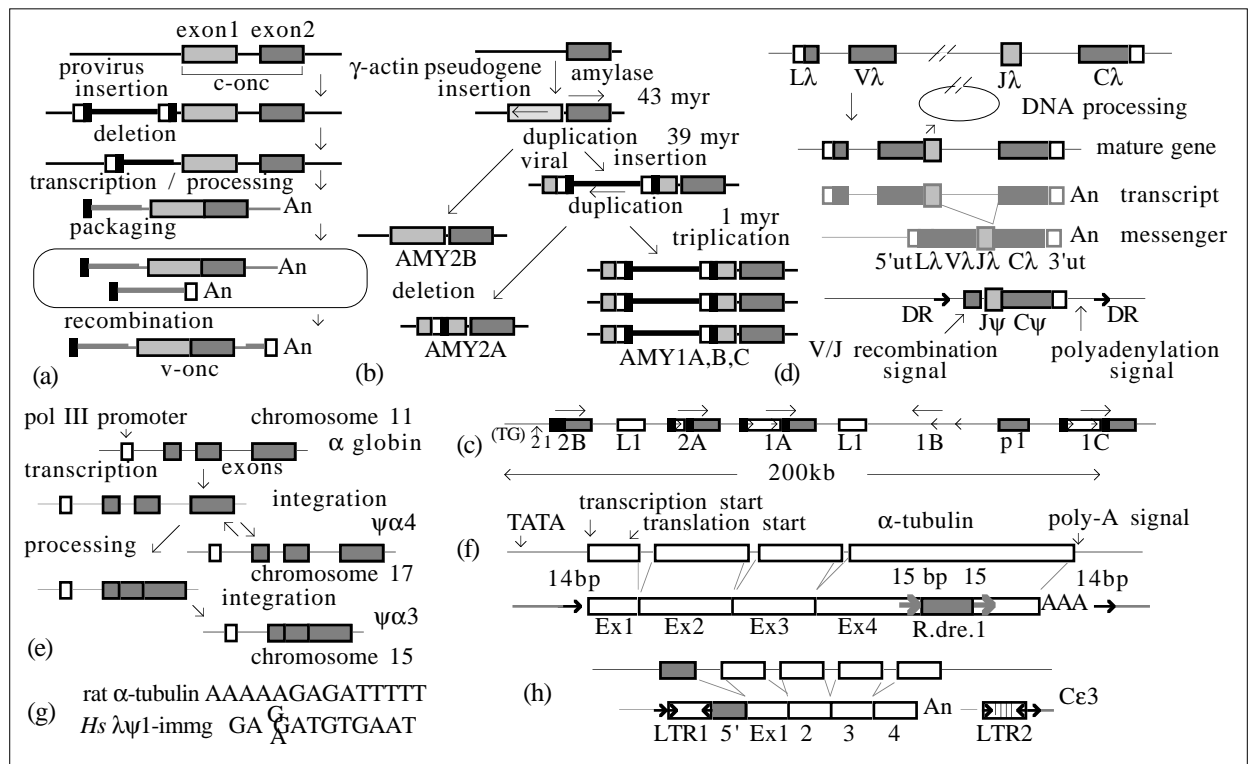 exon1 exon2
provirus
insertion
c-onc
deletion
transcription / processing
An
packaging
An
An
recombination
An
v-onc
(a)
γ-actin pseudogene
insertion
amylase
43 myr
duplication
39 myr
viral
insertion
duplication
1 myr
triplication
AMY2B
deletion
AMY2A
AMY1A,B,C
(b)
Lλ Vλ Jλ Cλ
DNA processing
mature gene
An transcript
An messenger
5'ut Lλ Vλ Jλ Cλ 3'ut
DR Jψ Cψ DR
V/J recombination
signal
polyadenylation
signal
(d)
(TG)
2 1 2B L1 2A 1A L1 1B p1 1C
(c)
200kb
pol III promoter
chromosome 11
α globin
transcription
exons
integration
ψα4
processing
chromosome
17
integration
ψα3
chromosome 15
(e)
TATA
transcription start
translation start
α-tubulin
poly-A signal
(f)
14bp
15 bp 15
14bp
AAA
Ex1 Ex2 Ex3 Ex4 R.dre.1
(g)
rat α-tubulin AAAAAGAGATTTTT
G
Hs λψ1-immg GA GATGTGAAT
A
(h)
An
Cε3
LTR1 5' Ex1 2 3 4 LTR2